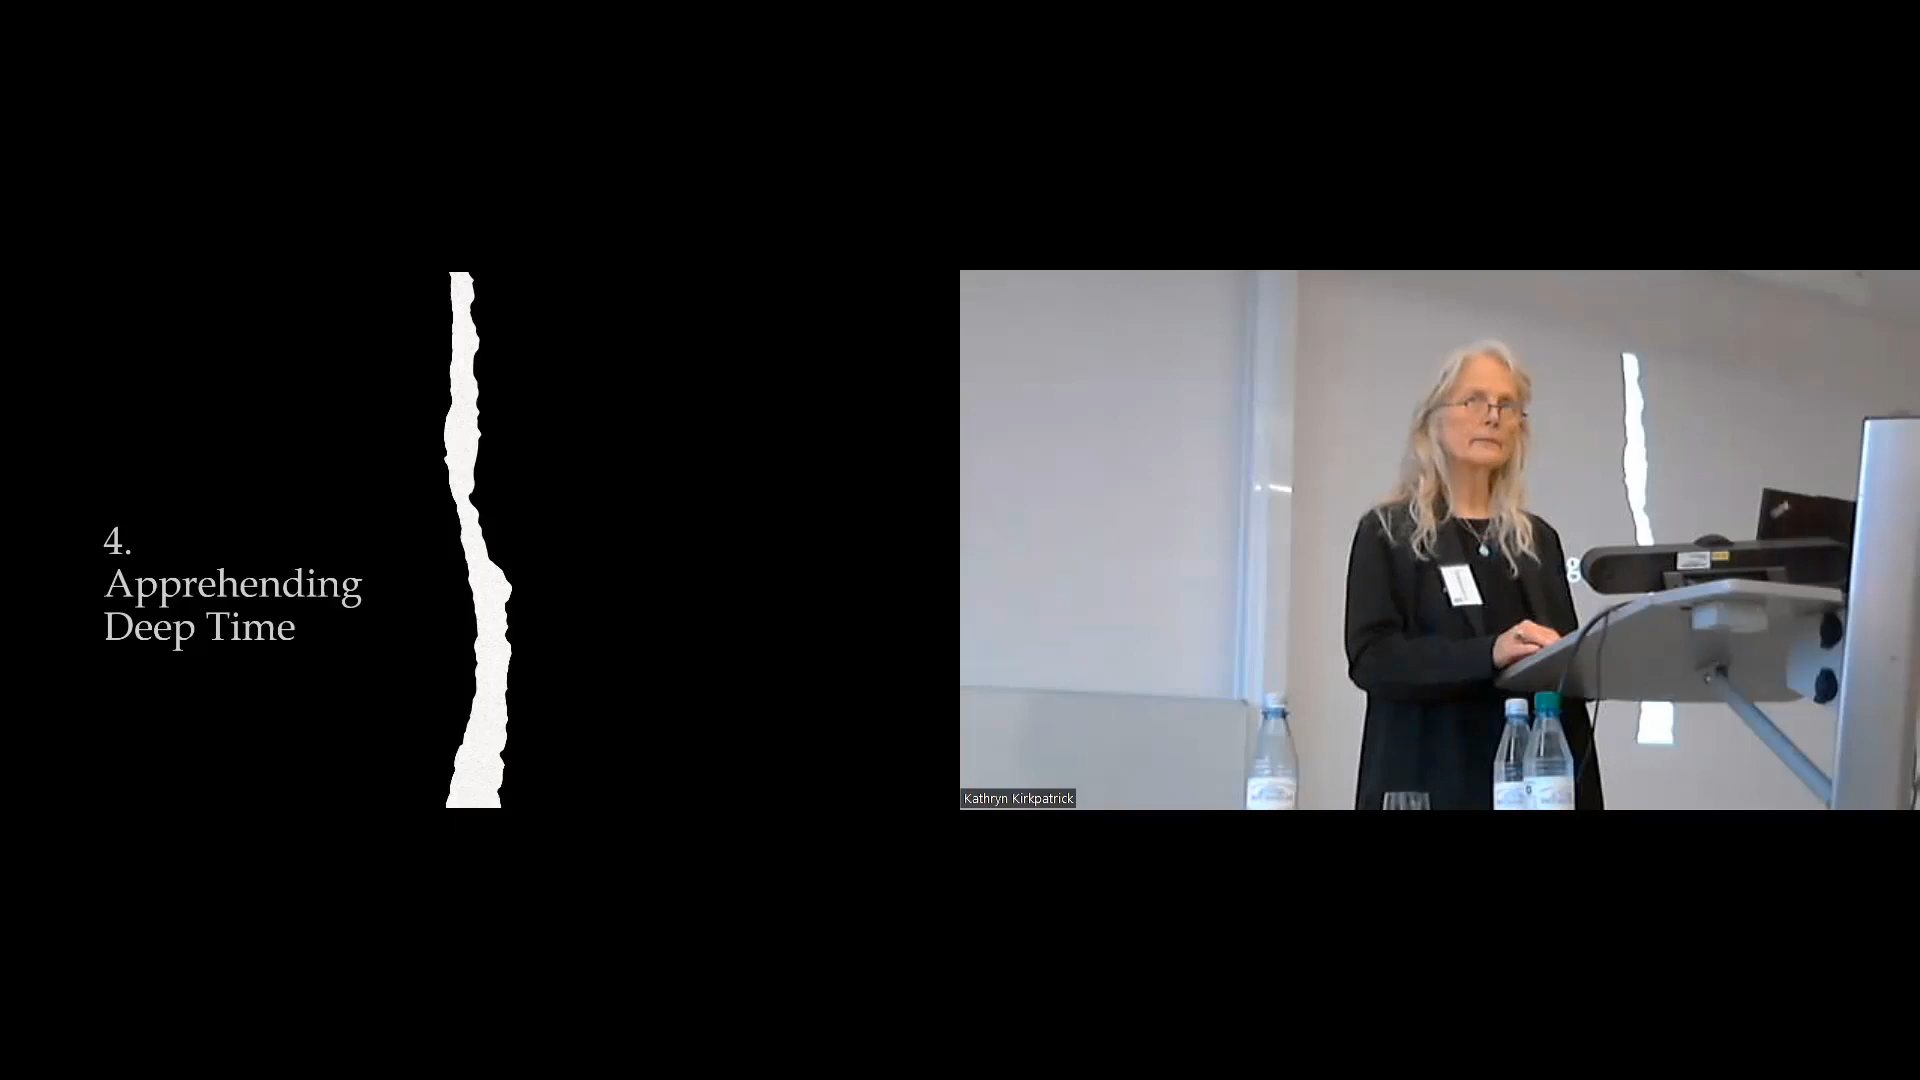 4.
Apprehending
Deep Time
g
Kathryn Kirkpatrick